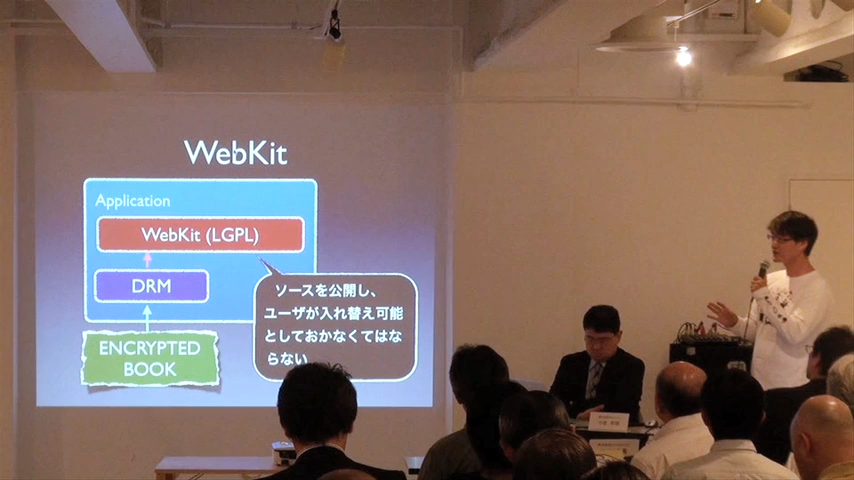 WebKit
Application
WebKit (LGPL)
DRM
ENCRYPTED
BOOK
ソースを公開し、
ユーザが入れ替え可能
としておかなくてはな
らない